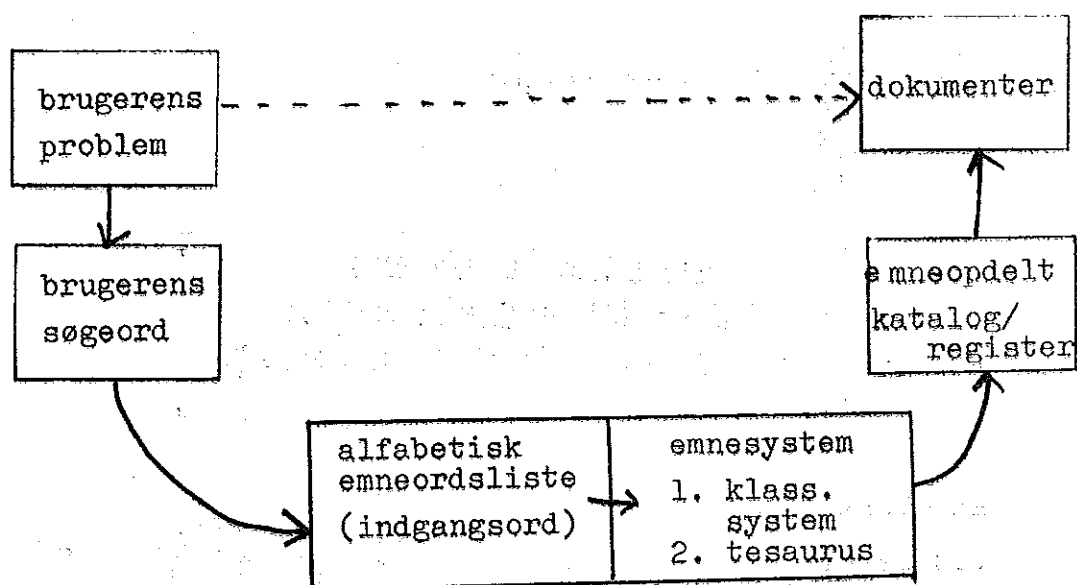 brugerens
problem
dokumenter
brugerens
søgeord
emneopdelt
katalog/
register
alfabetisk
emneordsliste
(indgangsord)
emnesystem
1. klass.
system
2. tesaurus